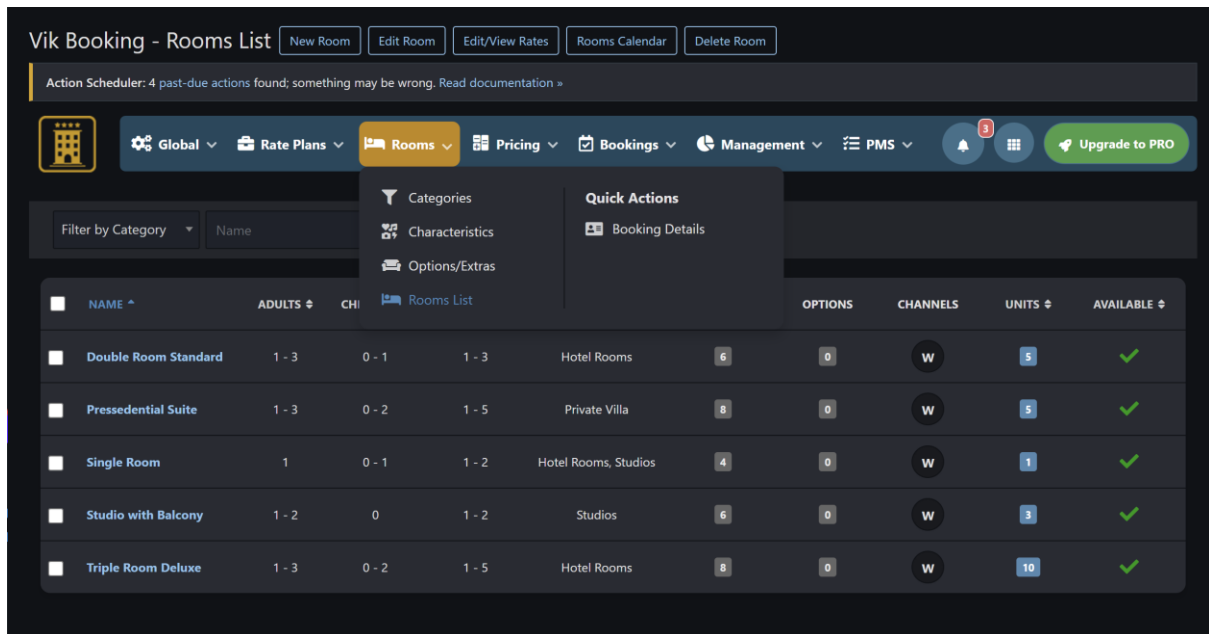 Vik Booking - Rooms List New Room Edit Room Edit/View Rates Rooms Calendar Delete Room
Action Scheduler: 4 past-due actions found; something may be wrong. Read documentation »
Global Rate Plans Rooms Pricing Bookings Management PMS 3 Upgrade to PRO
Categories Quick Actions
Filter by Category Name Characteristics Booking Details
Options/Extras
Rooms List
NAME ADULTS CHI OPTIONS CHANNELS UNITS AVAILABLE
Double Room Standard 1 - 3 0 - 1 1 - 3 Hotel Rooms 6 0 W 5
Pressedential Suite 1 - 3 0 - 2 1 - 5 Private Villa 8 0 W 5
Single Room 1 0 - 1 1 - 2 Hotel Rooms, Studios 4 0 W 1
Studio with Balcony 1 - 2 0 1 - 2 Studios 6 0 W 3
Triple Room Deluxe 1 - 3 0 - 2 1 - 5 Hotel Rooms 8 0 W 10